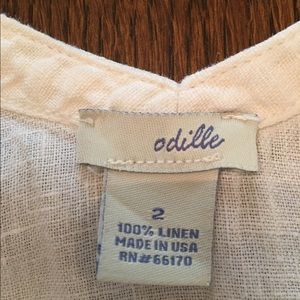 odille
2
100% LINEN
MADE IN USA
RN#66170